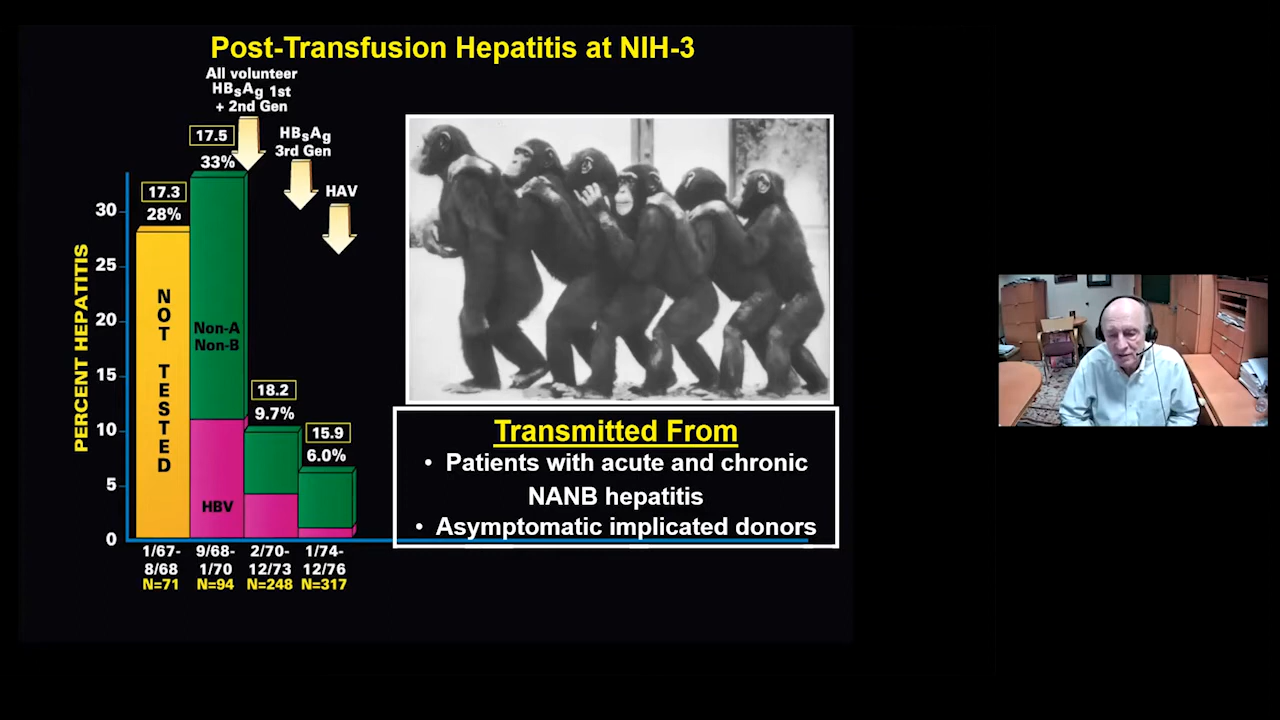 Post-Transfusion Hepatitis at NIH-3
All volunteer
HBsAg 1st
+ 2nd Gen
17.5
33%
HBsAg
3rd Gen
HAV
17.3
28%
PERCENT HEPATITIS
30
25
20
15
10
5
0
NOT TESTED
Non-A
Non-B
HBV
18.2
9.7%
15.9
6.0%
1/67-
8/68
N=71
9/68-
1/70
N=94
2/70-
12/73
N=248
1/74-
12/76
N=317
Transmitted From
• Patients with acute and chronic
NANB hepatitis
• Asymptomatic implicated donors